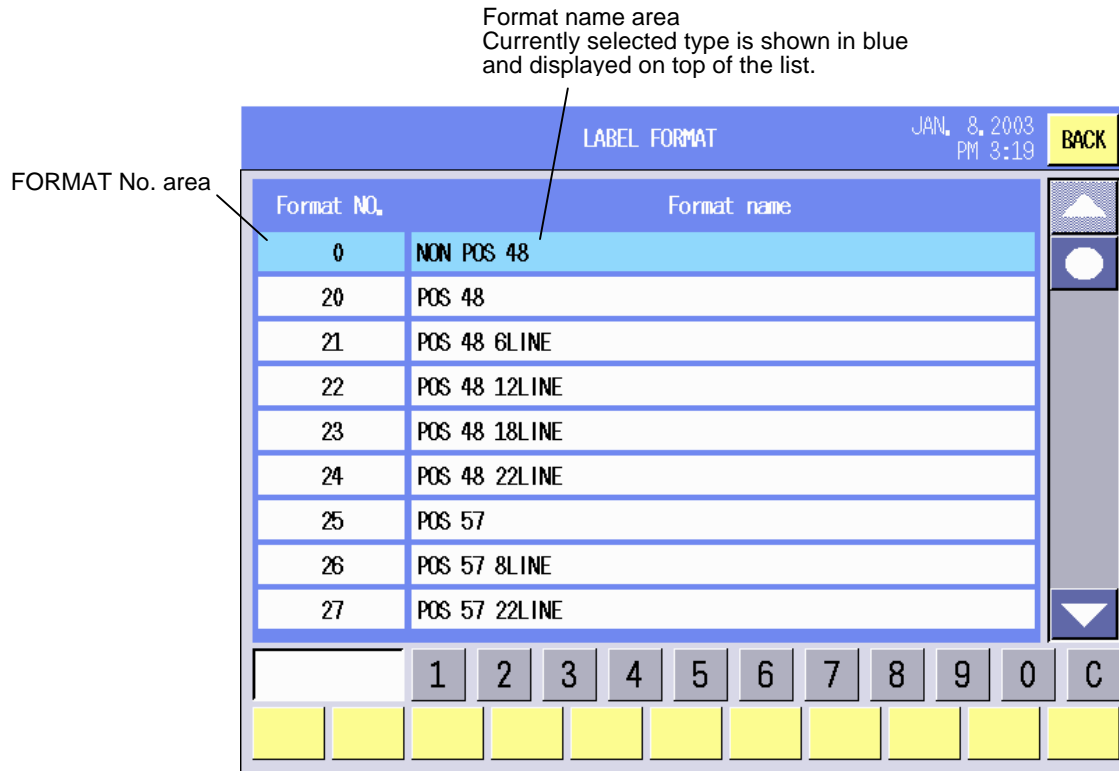 Format name area
Currently selected type is shown in blue
and displayed on top of the list.
LABEL FORMAT
JAN. 8.2003
PM 3:19
BACK
FORMAT No. area
Format NO. Format name
0 NON POS 48
20 POS 48
21 POS 48 6LINE
22 POS 48 12LINE
23 POS 48 18LINE
24 POS 48 22LINE
25 POS 57
26 POS 57 8LINE
27 POS 57 22LINE
1 2 3 4 5 6 7 8 9 0 C